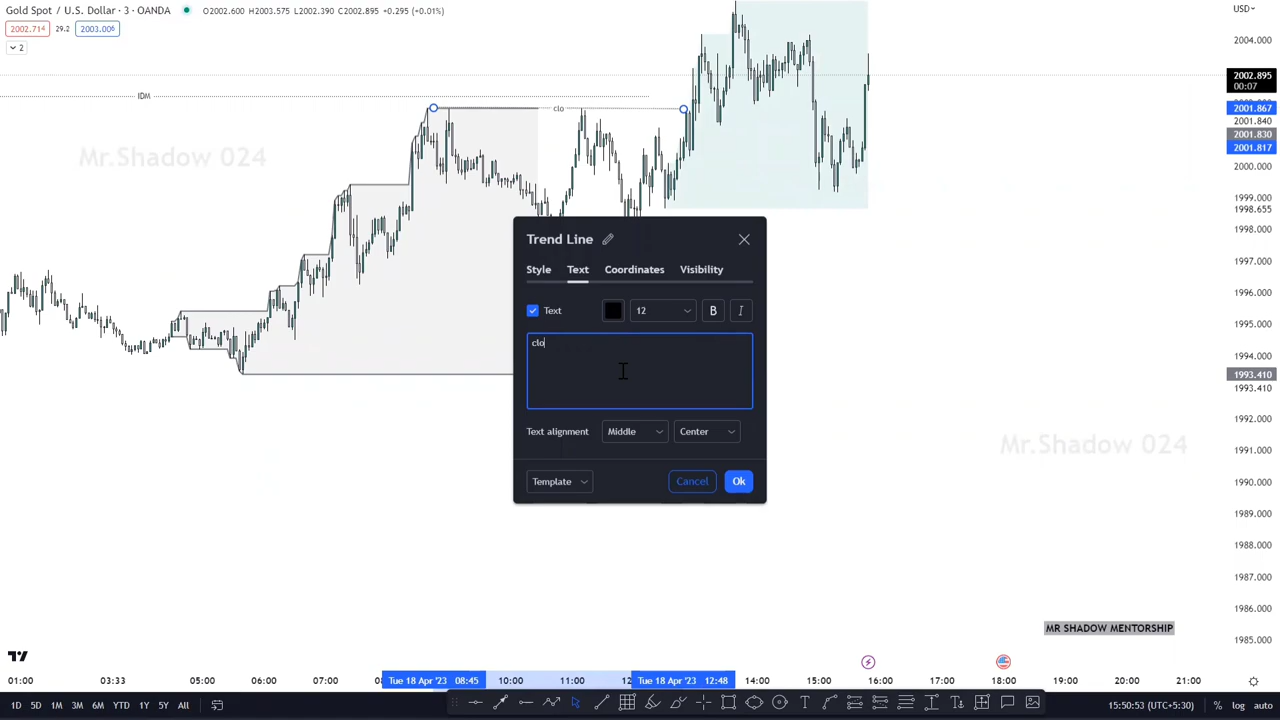 Gold Spot / U.S. Dollar · 3 · OANDA O2002.600 H2003.575 L2002.390 C2002.895 +0.295 (+0.01%)
USD
2002.714 29.2 2003.006
2
2004.000
2002.895
00:07
IDM
clo
2001.867
2001.840
2001.830
2001.817
Mr.Shadow 024
2000.000
1999.000
1998.655
1998.000
1997.000
1996.000
1995.000
1994.000
1993.410
1993.410
1992.000
1991.000
1990.000
1989.000
1988.000
1987.000
1986.000
1985.000
Trend Line
Style Text Coordinates Visibility
Text 12 B I
clo
Text alignment Middle Center
Template Cancel Ok
Mr.Shadow 024
MR SHADOW MENTORSHIP
01:00 03:33 05:00 06:00 07:00 Tue 18 Apr '23 08:45 10:00 11:00 Tue 18 Apr '23 12:48 14:00 15:00 16:00 17:00 18:00 19:00 20:00 21:00
1D 5D 1M 3M 6M YTD 1Y 5Y All 15:50:53 (UTC+5:30) % log auto